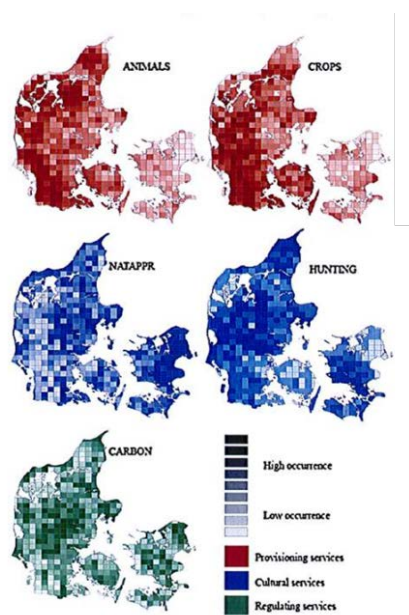 ANIMALS
CROPS
NATAPPR
HUNTING
CARBON
High occurrence
Low occurrence
Provisioning services
Cultural services
Regulating services